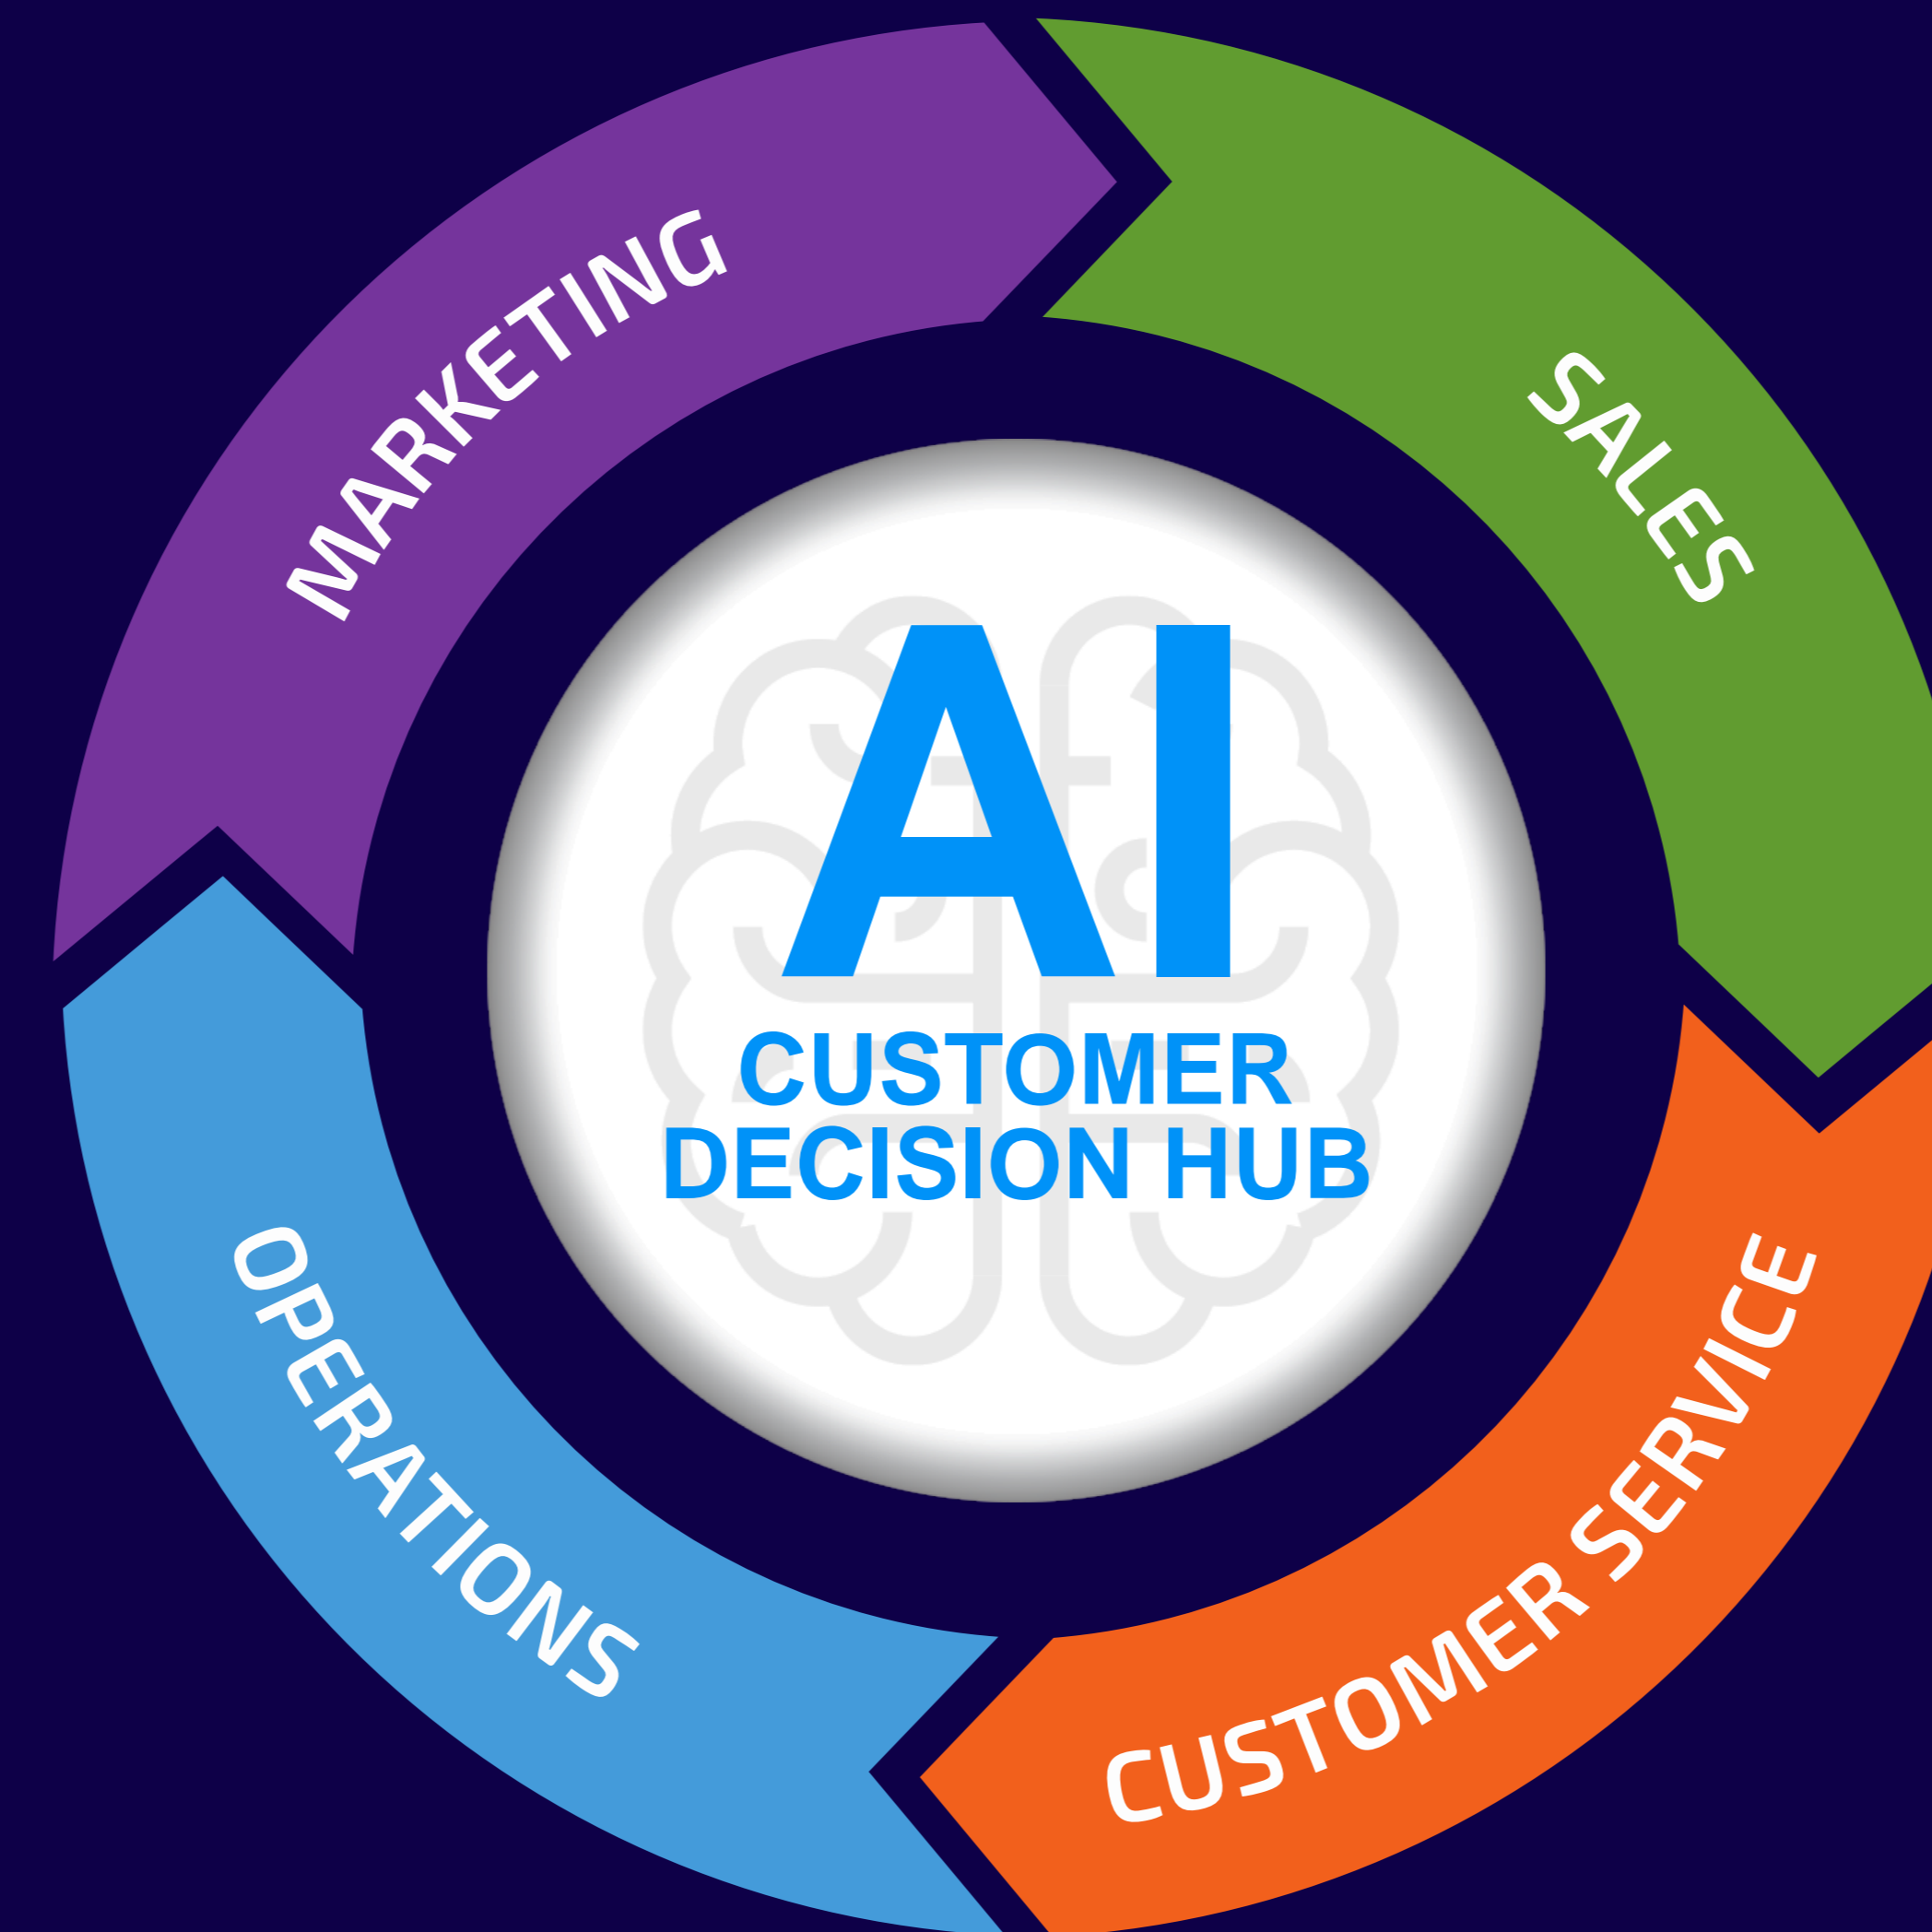 MARKETING
SALES
AI
CUSTOMER
DECISION HUB
OPERATIONS
CUSTOMER SERVICE